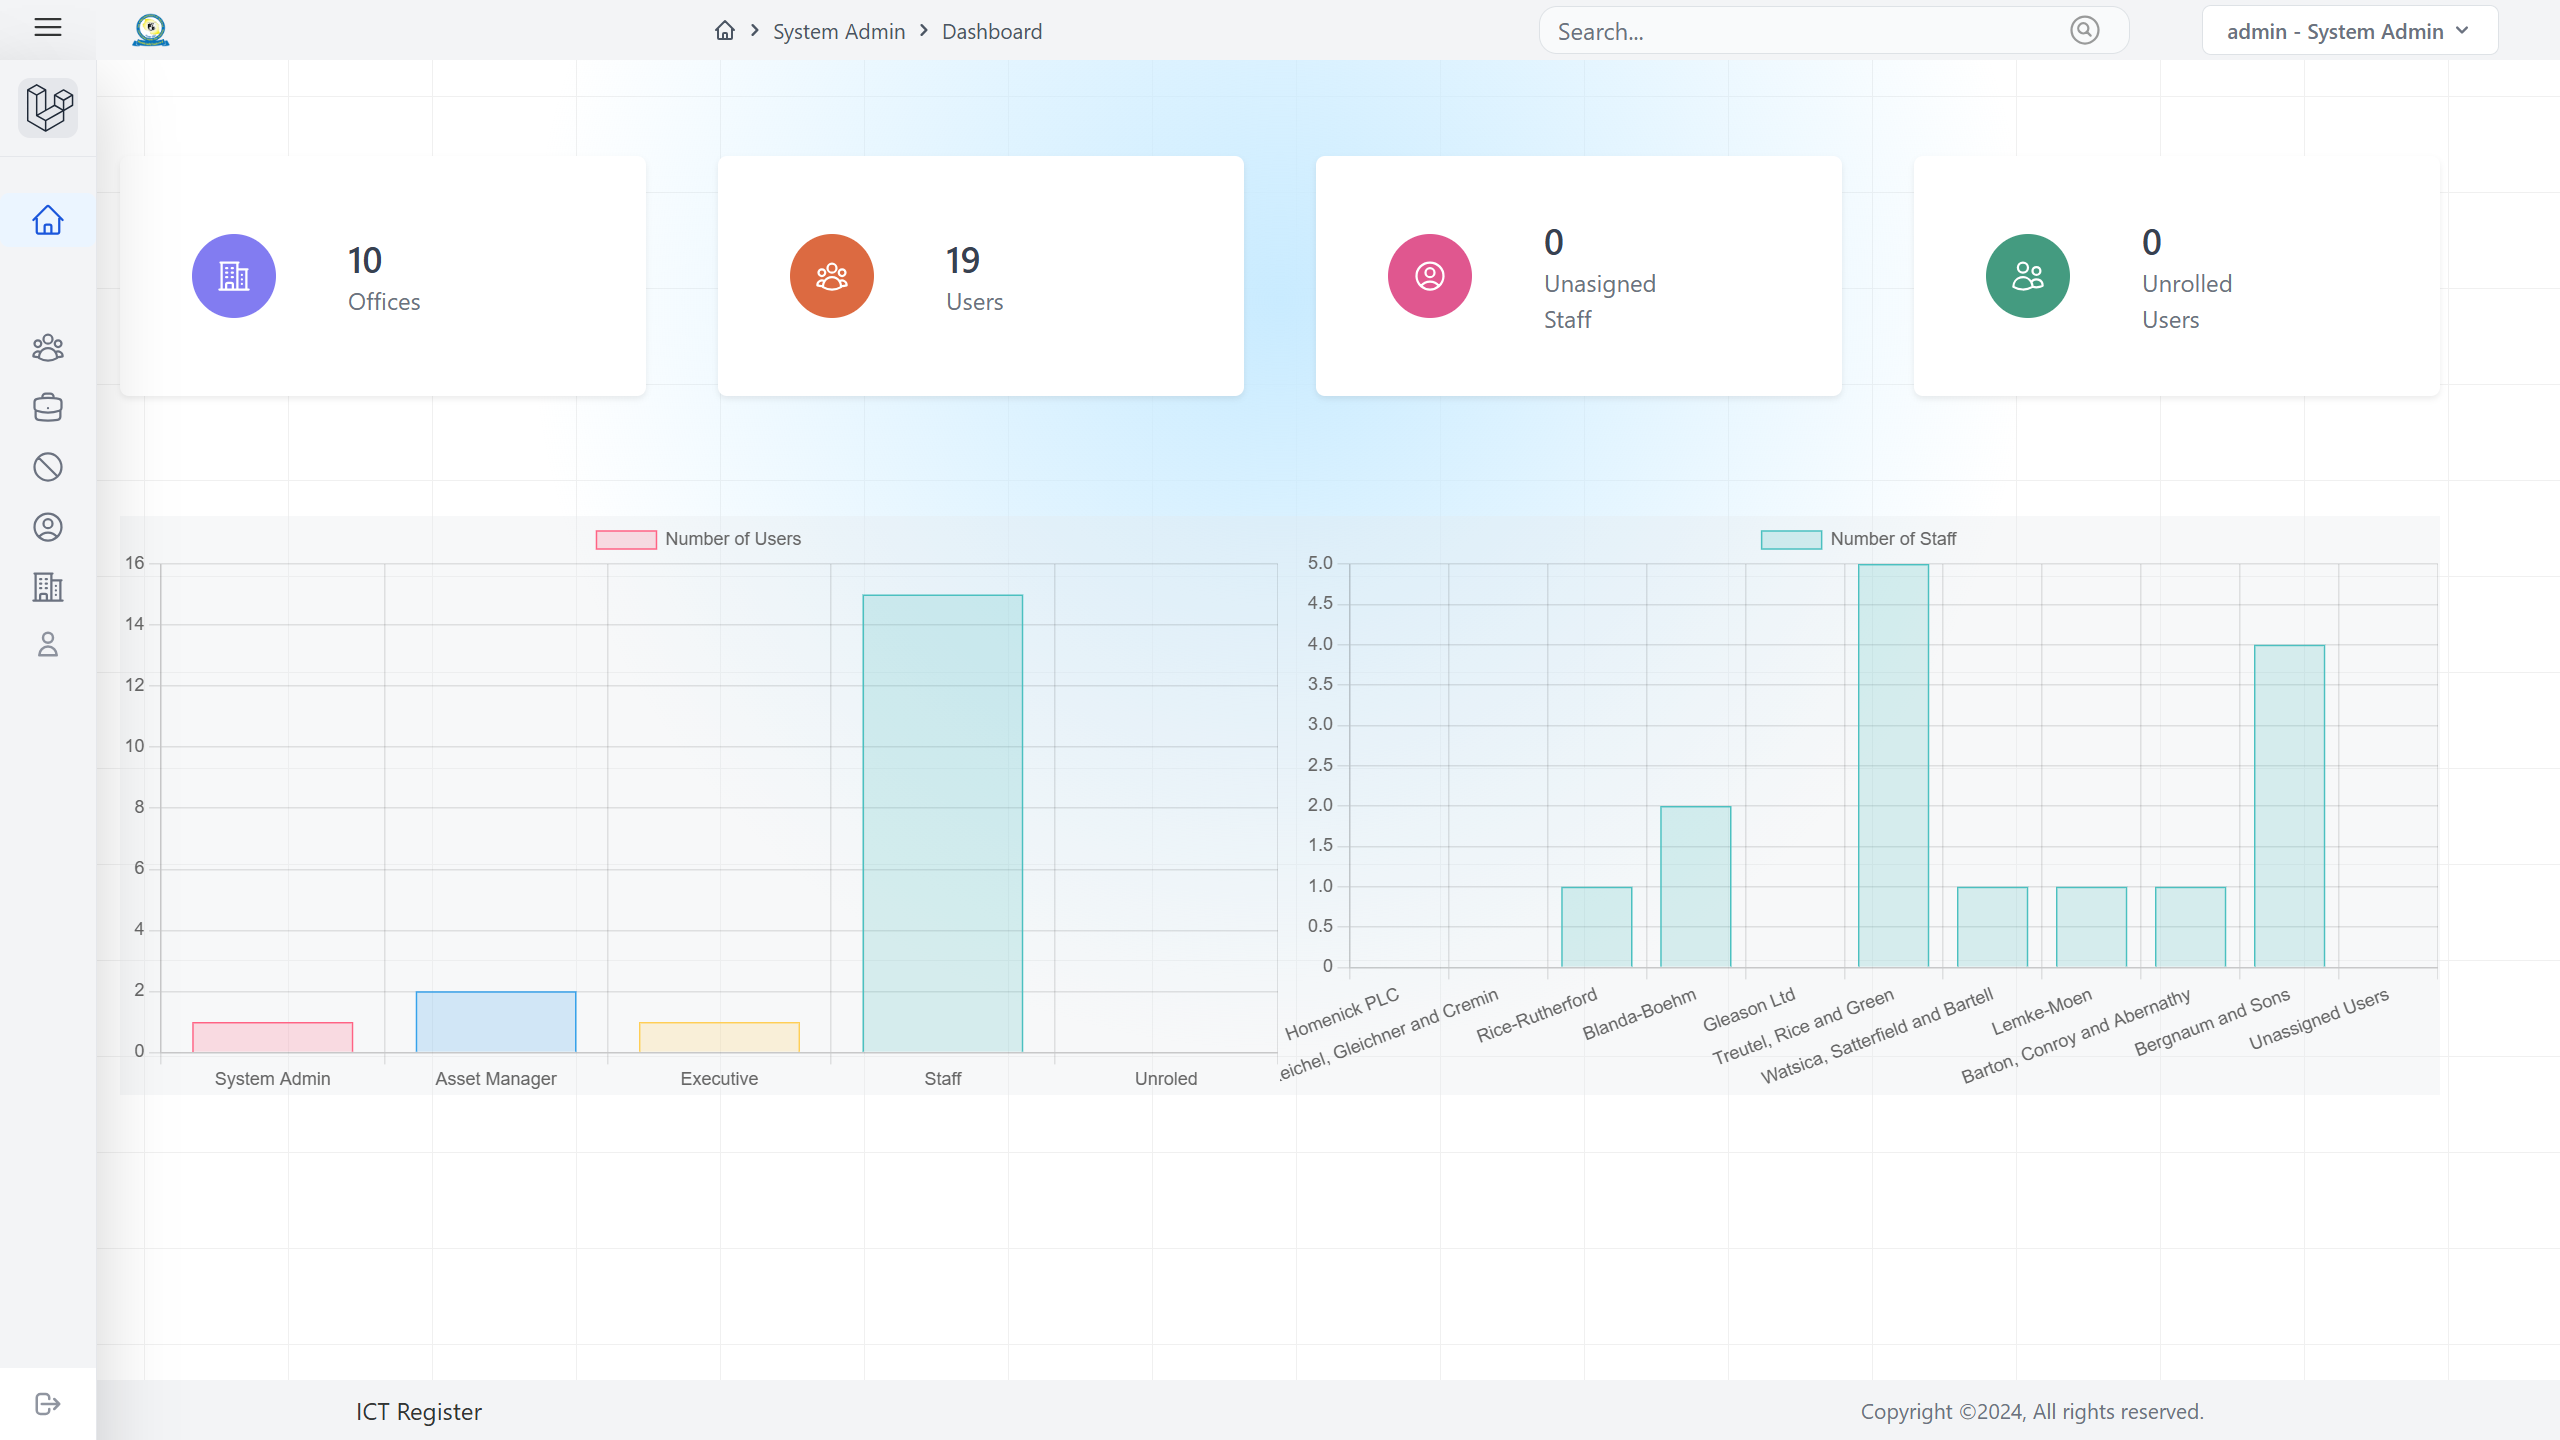 System Admin
Dashboard
Search...
admin - System Admin
10
Offices
19
Users
0
Unasigned
Staff
0
Unrolled
Users
Number of Users
16
14
12
10
8
6
4
2
0
System Admin
Asset Manager
Executive
Staff
Unroled
Number of Staff
5.0
4.5
4.0
3.5
3.0
2.5
2.0
1.5
1.0
0.5
0
Homenick PLC
eichel, Gleichner and Cremin
Rice-Rutherford
Blanda-Boehm
Gleason Ltd
Treutel, Rice and Green
Watsica, Satterfield and Bartell
Lemke-Moen
Barton, Conroy and Abernathy
Bergnaum and Sons
Unassigned Users
ICT Register
Copyright ©2024, All rights reserved.